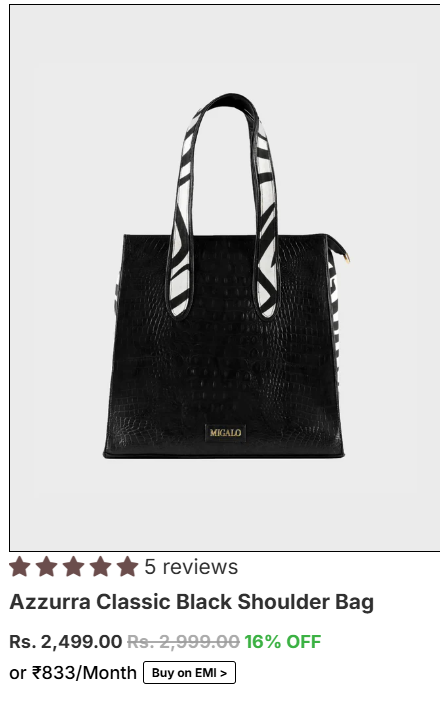 MIGALO
5 reviews
Azzurra Classic Black Shoulder Bag
Rs. 2,499.00 Rs. 2,999.00 16% OFF
or ₹833/Month Buy on EMI >